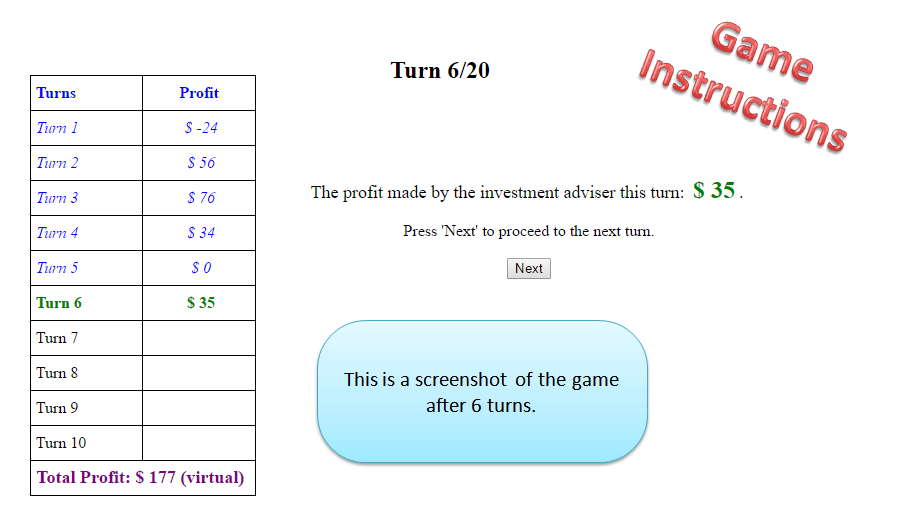 Game
Instructions
Turn 6/20
Turns Profit
Turn 1 $ -24
Turn 2 $ 56
Turn 3 $ 76
Turn 4 $ 34
Turn 5 $ 0
Turn 6 $ 35
Turn 7
Turn 8
Turn 9
Turn 10
Total Profit: $ 177 (virtual)
The profit made by the investment adviser this turn: $ 35 .
Press 'Next' to proceed to the next turn.
Next
This is a screenshot of the game
after 6 turns.